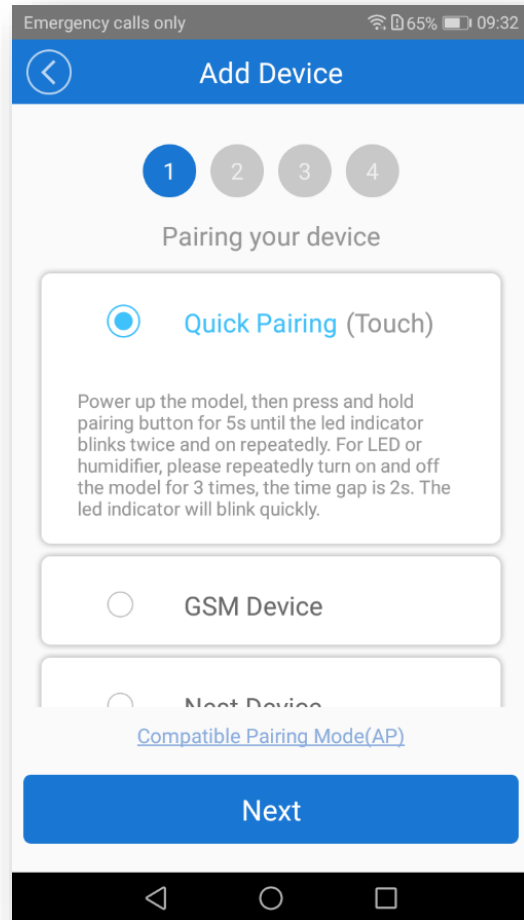 Emergency calls only 65% 09:32
Add Device
1 2 3 4
Pairing your device
Quick Pairing (Touch)
Power up the model, then press and hold
pairing button for 5s until the led indicator
blinks twice and on repeatedly. For LED or
humidifier, please repeatedly turn on and off
the model for 3 times, the time gap is 2s. The
led indicator will blink quickly.
GSM Device
Nest Device
Compatible Pairing Mode(AP)
Next